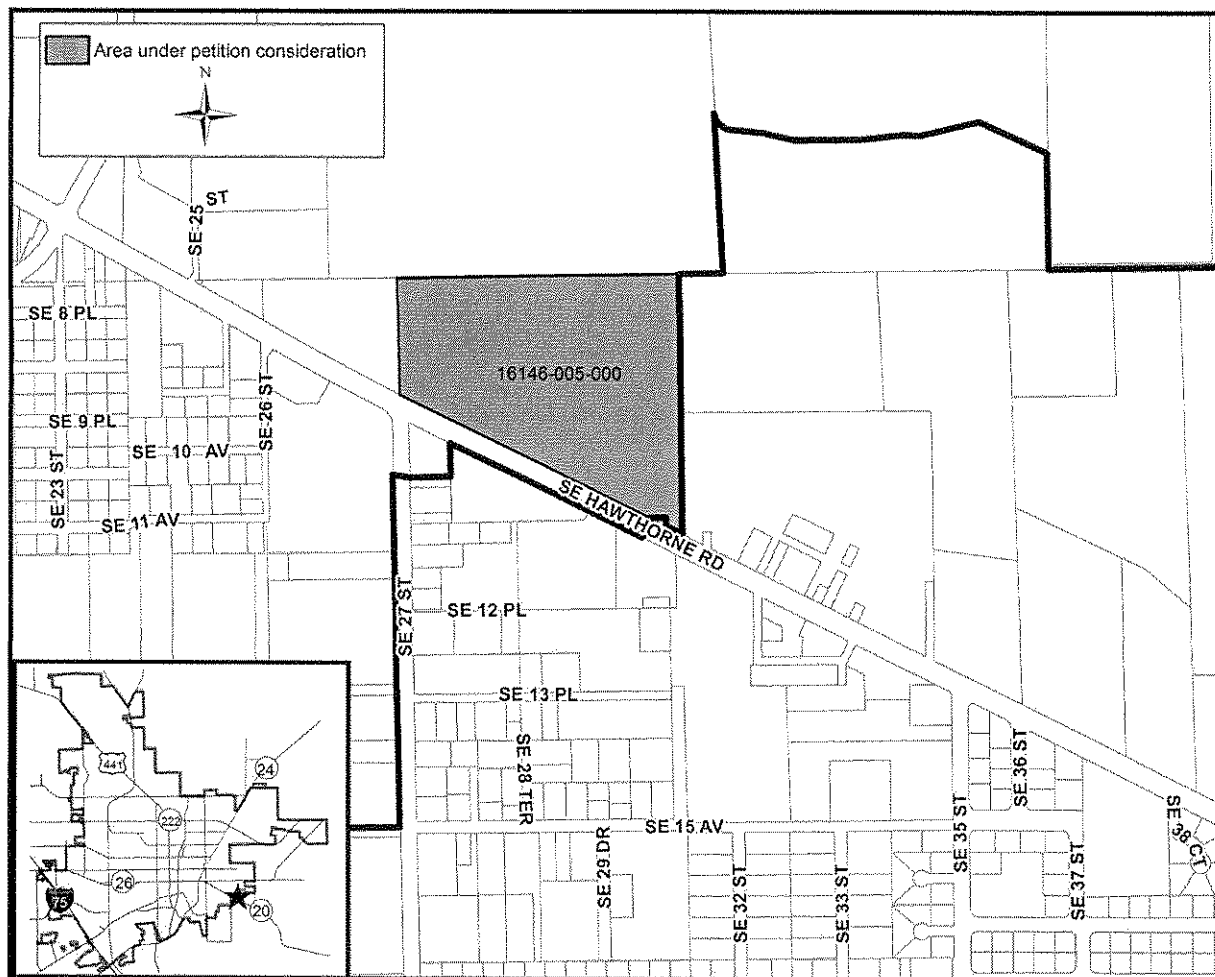 Area under petition consideration
N
SE 25 ST
SE 8 PL
16146-005-000
SE 26 ST
SE 9 PL
SE 10 AV
SE 23 ST
SE 11 AV
SE HAWTHORNE RD
SE 27 ST
SE 12 PL
SE 13 PL
SE 28 TER
SE 36 ST
SE 35 ST
SE 15 AV
SE 38 CT
SE 29 DR
SE 32 ST
SE 33 ST
SE 37 ST
441
24
222
26
75
20